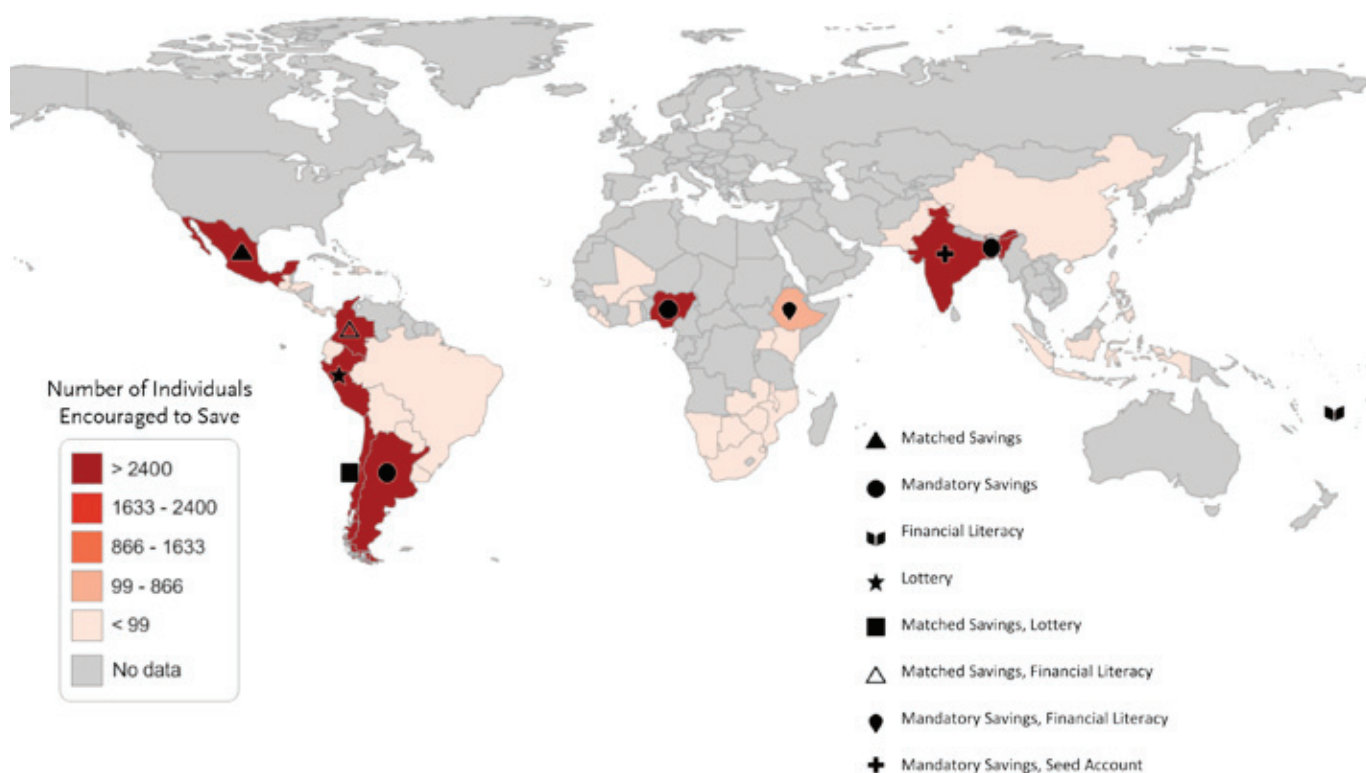 Number of Individuals
Encouraged to Save
> 2400
1633 - 2400
866 - 1633
99 - 866
< 99
No data
Matched Savings
Mandatory Savings
Financial Literacy
Lottery
Matched Savings, Lottery
Matched Savings, Financial Literacy
Mandatory Savings, Financial Literacy
Mandatory Savings, Seed Account